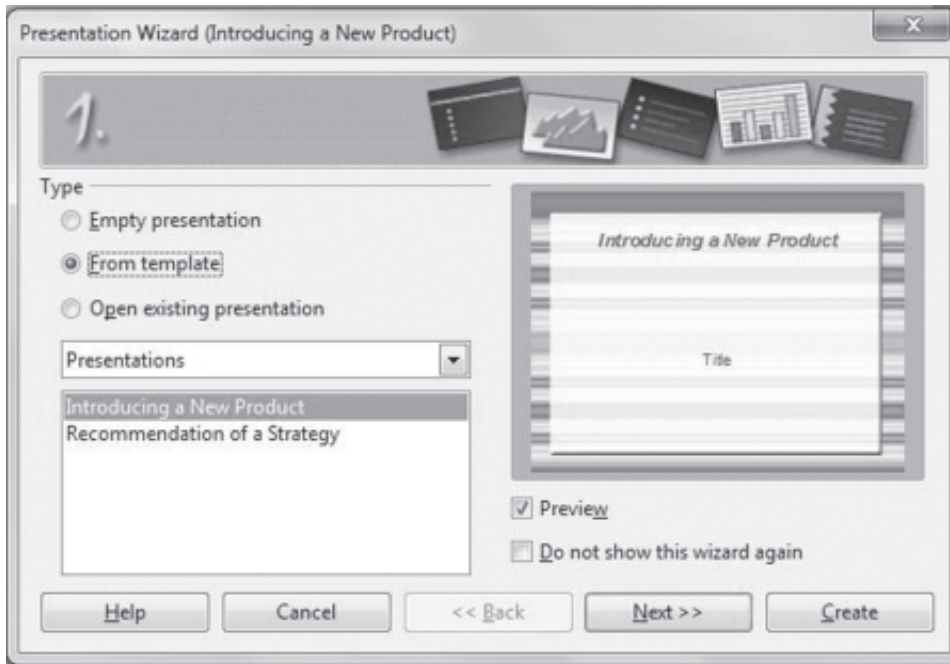 Presentation Wizard (Introducing a New Product)
1.
Type
Empty presentation
From template
Open existing presentation
Presentations
Introducing a New Product
Recommendation of a Strategy
Introducing a New Product
Title
Preview
Do not show this wizard again
Help
Cancel
<< Back
Next >>
Create